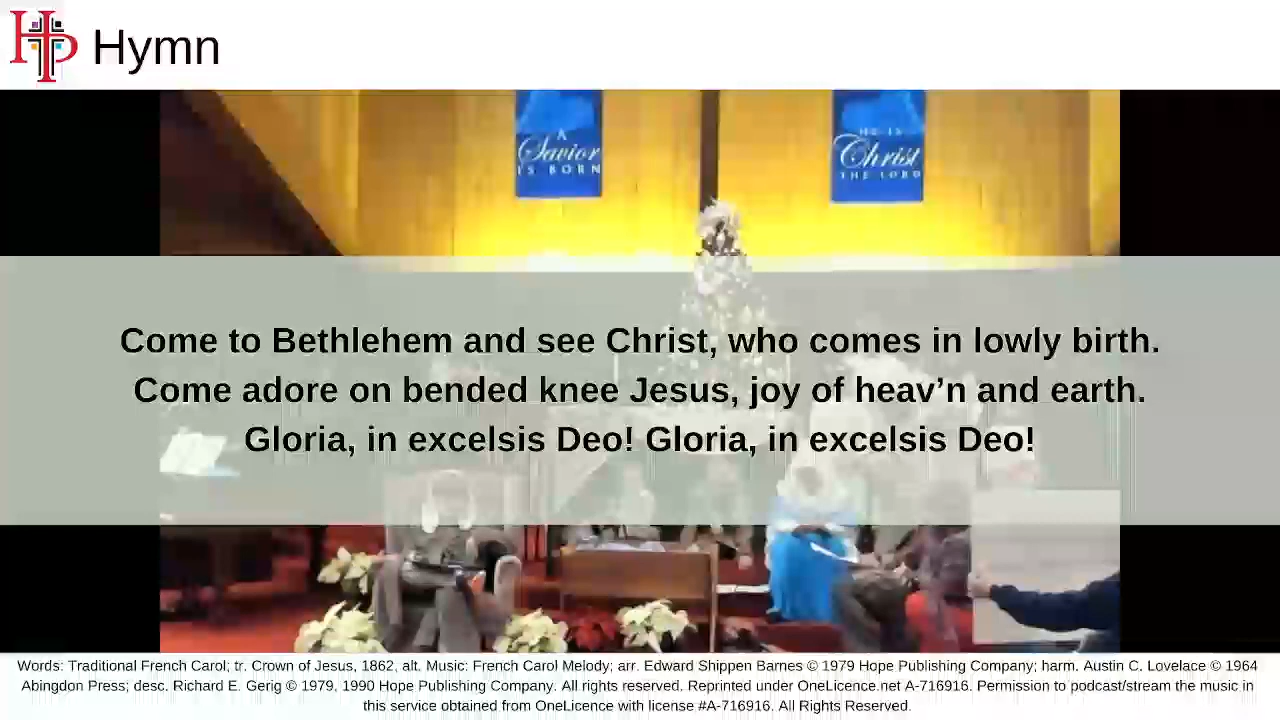 HP Hymn
A
Savior
IS BORN
HE IS
Christ
THE LORD
Come to Bethlehem and see Christ, who comes in lowly birth.
Come adore on bended knee Jesus, joy of heav’n and earth.
Gloria, in excelsis Deo! Gloria, in excelsis Deo!
Words: Traditional French Carol; tr. Crown of Jesus, 1862, alt. Music: French Carol Melody; arr. Edward Shippen Barnes © 1979 Hope Publishing Company; harm. Austin C. Lovelace © 1964
Abingdon Press; desc. Richard E. Gerig © 1979, 1990 Hope Publishing Company. All rights reserved. Reprinted under OneLicence.net A-716916. Permission to podcast/stream the music in
this service obtained from OneLicence with license #A-716916. All Rights Reserved.